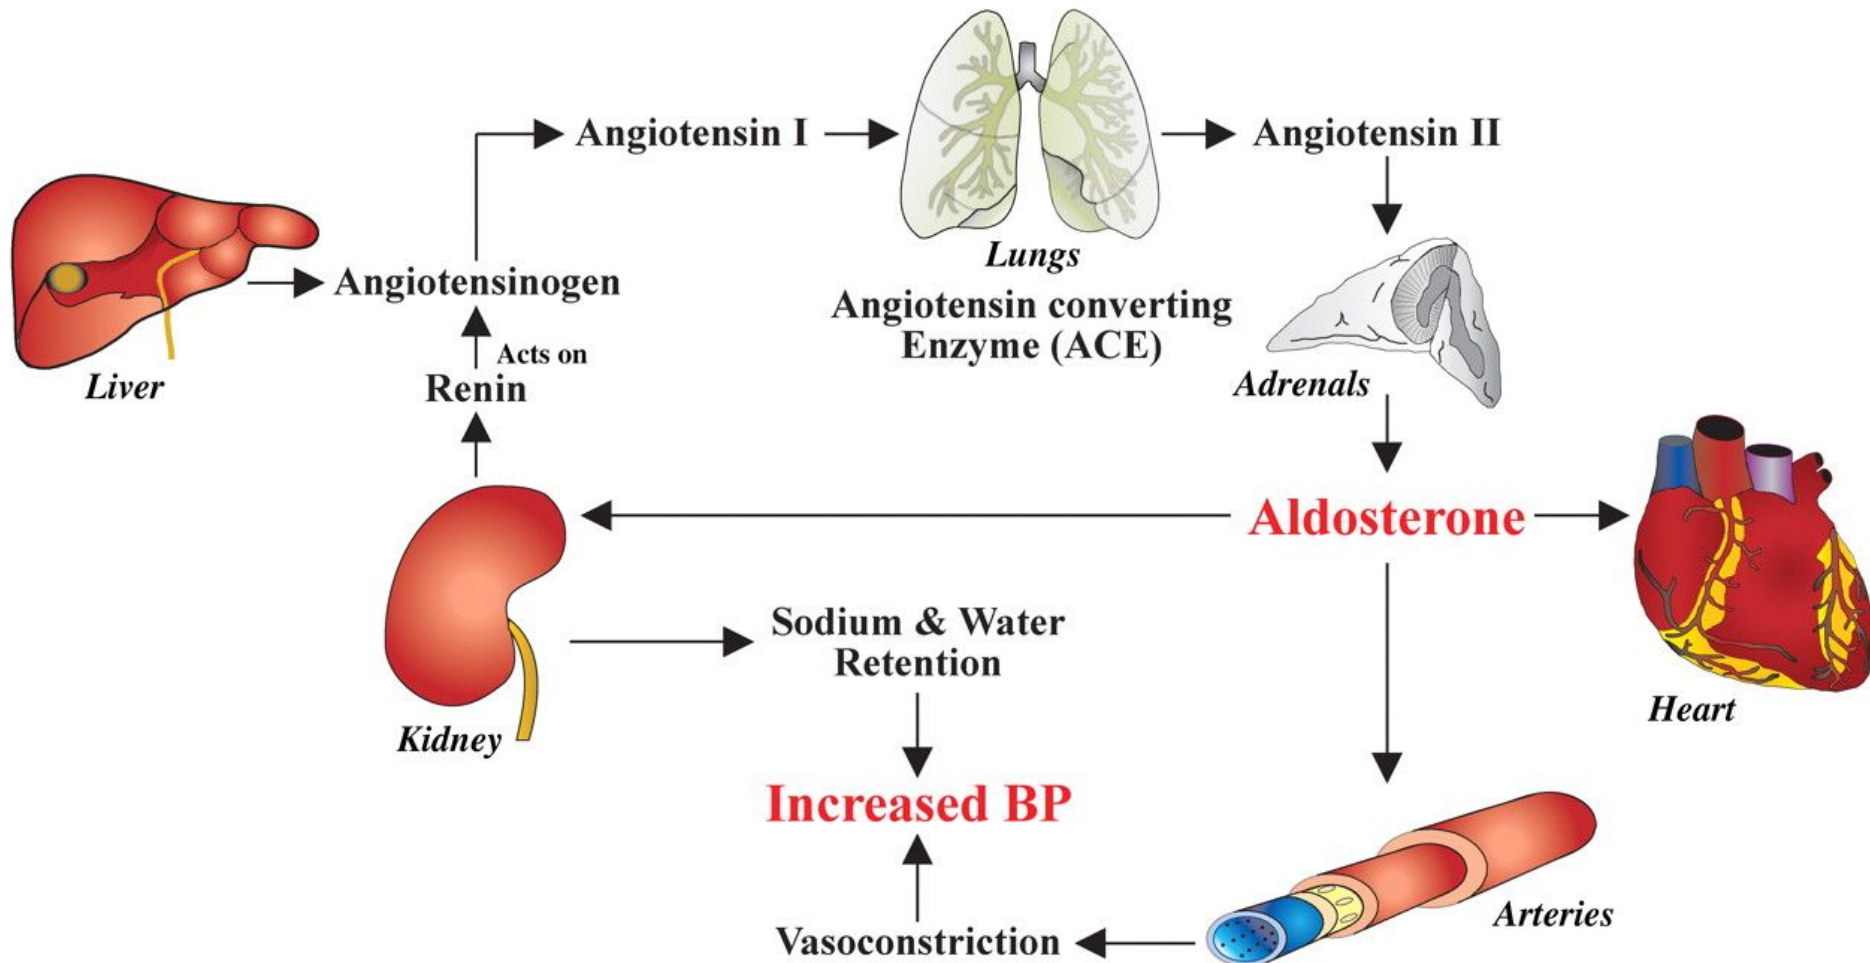 Angiotensin I
Angiotensin II
Lungs
Angiotensinogen
Angiotensin converting
Enzyme (ACE)
Acts on
Liver
Renin
Adrenals
Aldosterone
Sodium & Water
Retention
Heart
Kidney
Increased BP
Arteries
Vasoconstriction